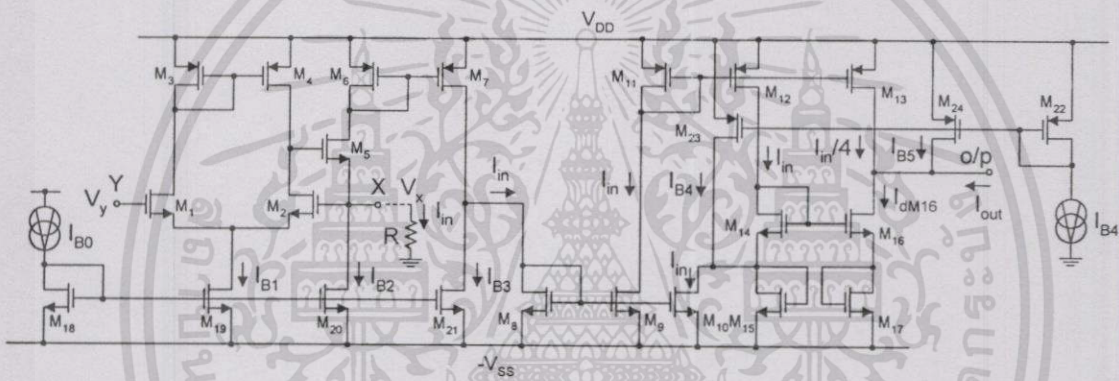 V_DD
M_3
M_4
M_6
M_7
M_11
M_12
M_13
M_24
M_22
M_23
M_5
I_in
I_in
I_B4
I_in
I_in/4
I_B5
o/p
Y
V_y
M_1
M_2
X
V_x
I_in
R
M_14
M_16
I_dM16
I_out
I_B4
I_B0
I_B1
I_B2
I_B3
I_in
M_18
M_19
M_20
M_21
M_8
M_9
M_10
M_15
M_17
-V_SS